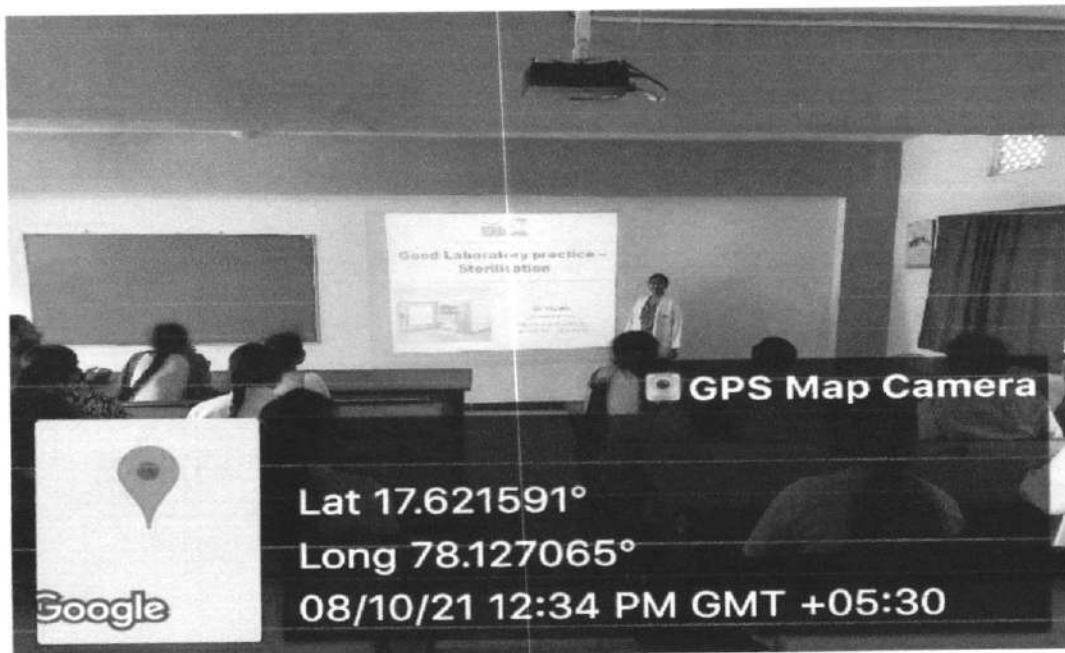 Good Laboratory practice –
Sterilisation
GPS Map Camera
Lat 17.621591°
Long 78.127065°
08/10/21 12:34 PM GMT +05:30
Google